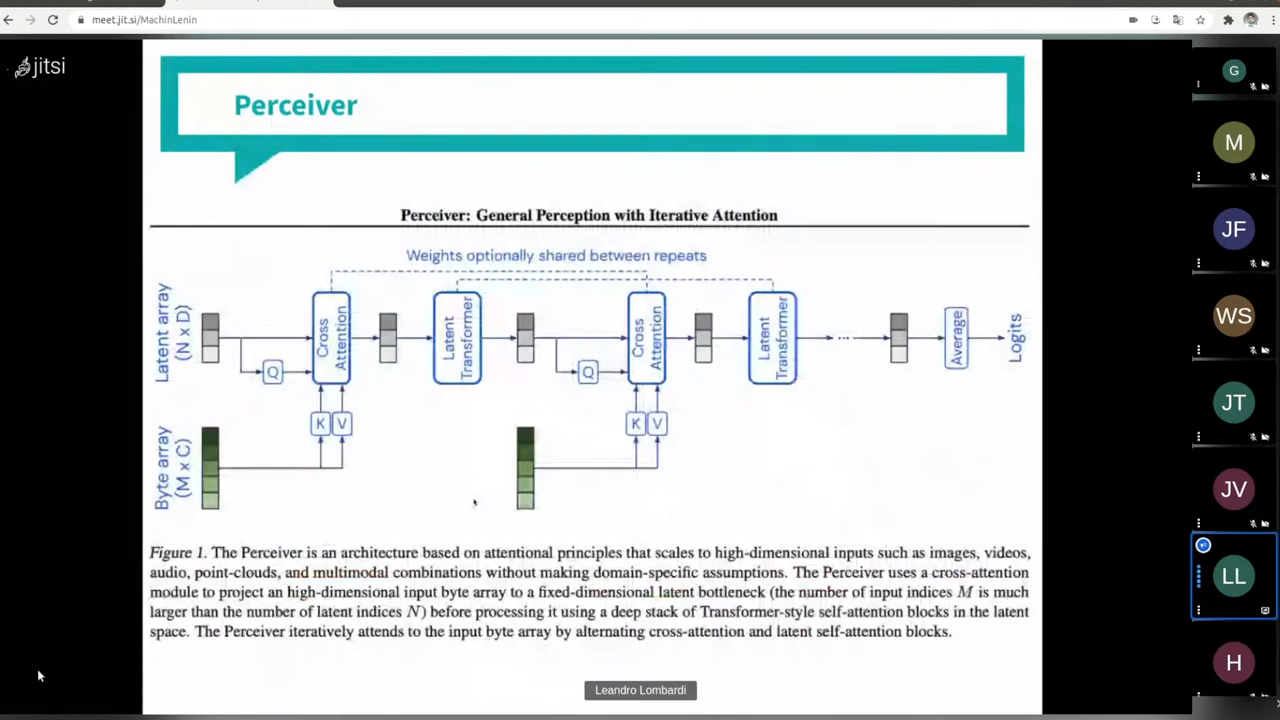 meet.jit.si/MachinLenin
jitsi
Perceiver
Perceiver: General Perception with Iterative Attention
Weights optionally shared between repeats
Latent array
(N x D)
Q
Cross
Attention
Latent
Transformer
Q
Cross
Attention
Latent
Transformer
...
Average
Logits
K V
K V
Byte array
(M x C)
Figure 1. The Perceiver is an architecture based on attentional principles that scales to high-dimensional inputs such as images, videos,
audio, point-clouds, and multimodal combinations without making domain-specific assumptions. The Perceiver uses a cross-attention
module to project an high-dimensional input byte array to a fixed-dimensional latent bottleneck (the number of input indices M is much
larger than the number of latent indices N) before processing it using a deep stack of Transformer-style self-attention blocks in the latent
space. The Perceiver iteratively attends to the input byte array by alternating cross-attention and latent self-attention blocks.
Leandro Lombardi
G
M
JF
WS
JT
JV
LL
H